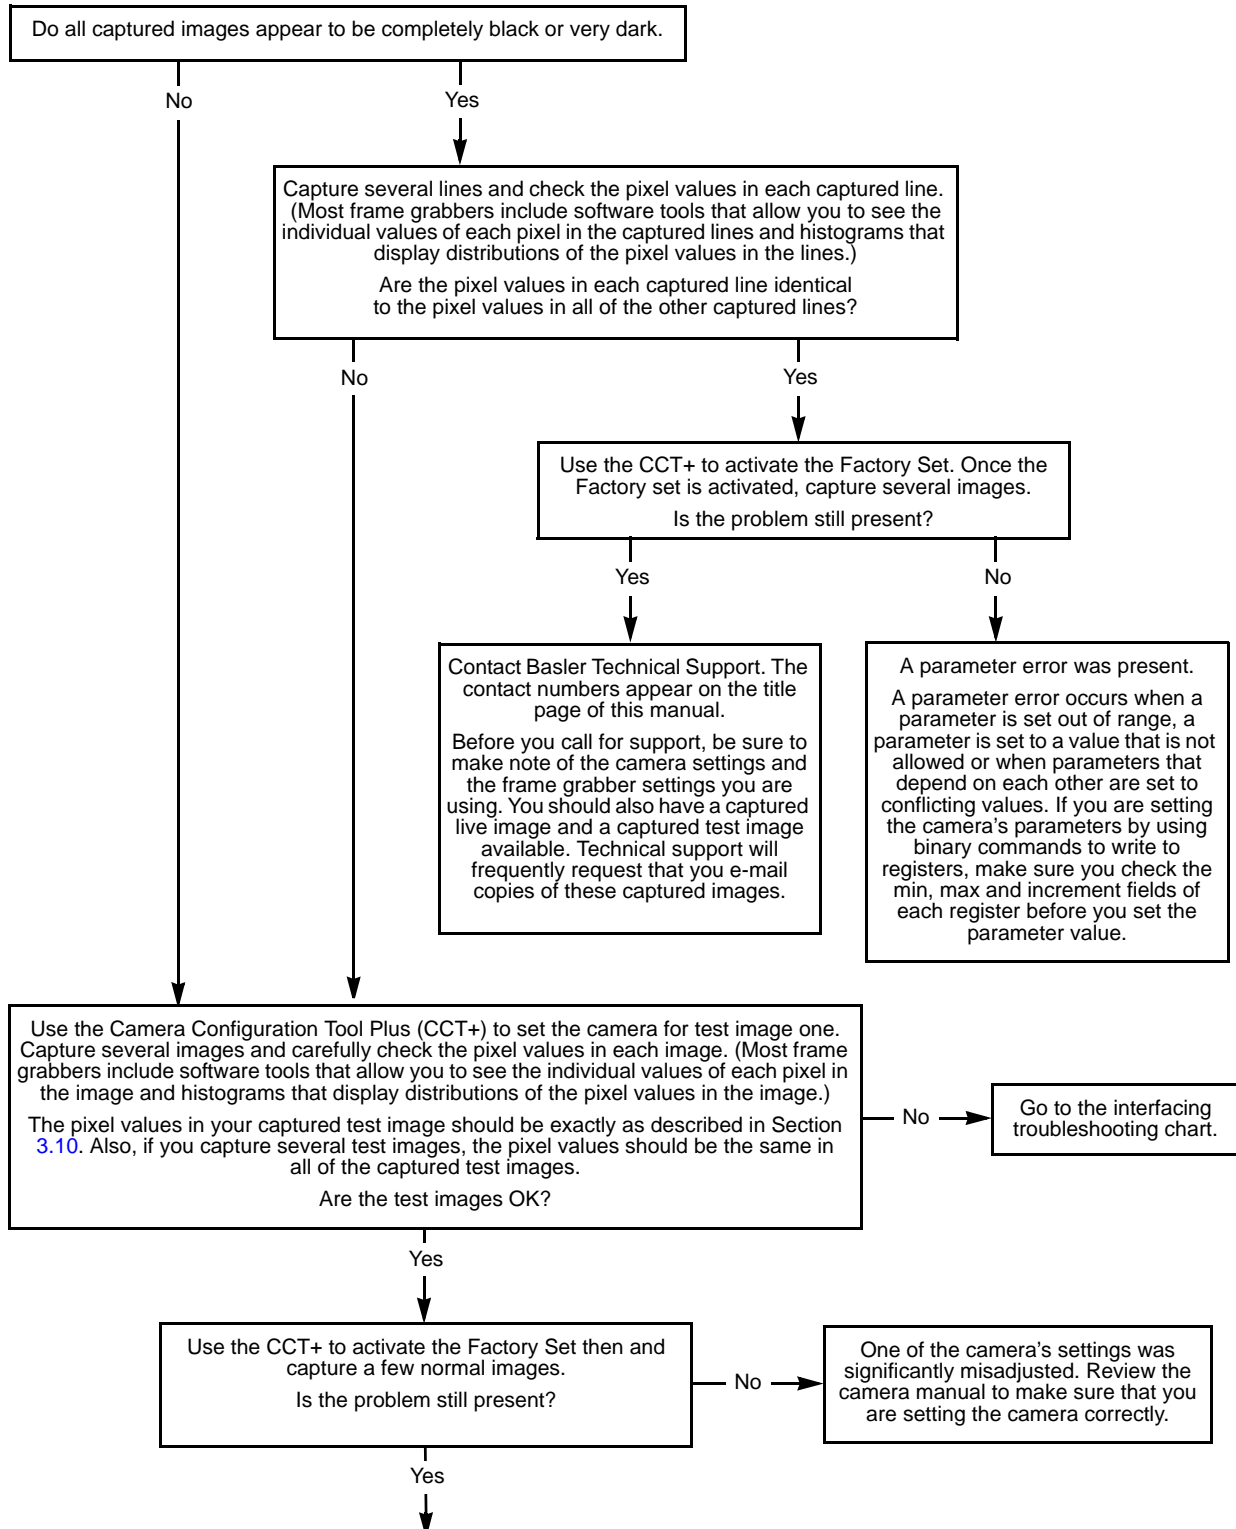 Do all captured images appear to be completely black or very dark.
No
Yes
Capture several lines and check the pixel values in each captured line.
(Most frame grabbers include software tools that allow you to see the
individual values of each pixel in the captured lines and histograms that
display distributions of the pixel values in the lines.)
Are the pixel values in each captured line identical
to the pixel values in all of the other captured lines?
No
Yes
Use the CCT+ to activate the Factory Set. Once the
Factory set is activated, capture several images.
Is the problem still present?
Yes
No
Contact Basler Technical Support. The
contact numbers appear on the title
page of this manual.
Before you call for support, be sure to
make note of the camera settings and
the frame grabber settings you are
using. You should also have a captured
live image and a captured test image
available. Technical support will
frequently request that you e-mail
copies of these captured images.
A parameter error was present.
A parameter error occurs when a
parameter is set out of range, a
parameter is set to a value that is not
allowed or when parameters that
depend on each other are set to
conflicting values. If you are setting
the camera's parameters by using
binary commands to write to
registers, make sure you check the
min, max and increment fields of
each register before you set the
parameter value.
Use the Camera Configuration Tool Plus (CCT+) to set the camera for test image one.
Capture several images and carefully check the pixel values in each image. (Most frame
grabbers include software tools that allow you to see the individual values of each pixel in
the image and histograms that display distributions of the pixel values in the image.)
The pixel values in your captured test image should be exactly as described in Section
3.10. Also, if you capture several test images, the pixel values should be the same in
all of the captured test images.
Are the test images OK?
No
Go to the interfacing
troubleshooting chart.
Yes
Use the CCT+ to activate the Factory Set then and
capture a few normal images.
Is the problem still present?
No
One of the camera's settings was
significantly misadjusted. Review the
camera manual to make sure that you
are setting the camera correctly.
Yes